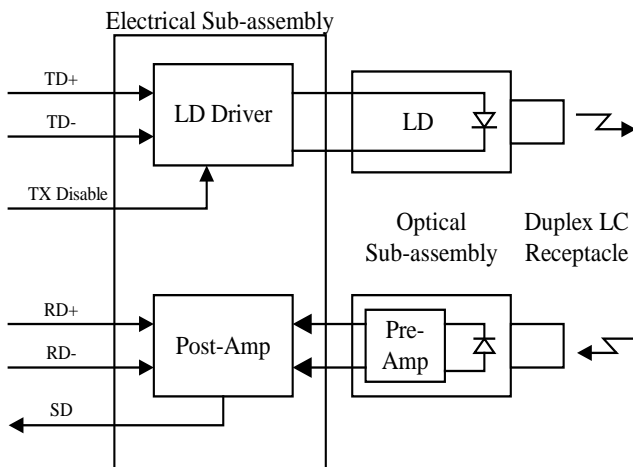 Electrical Sub-assembly
TD+
TD-
LD Driver
LD
TX Disable
Optical
Sub-assembly
Duplex LC
Receptacle
RD+
RD-
Post-Amp
Pre-
Amp
SD